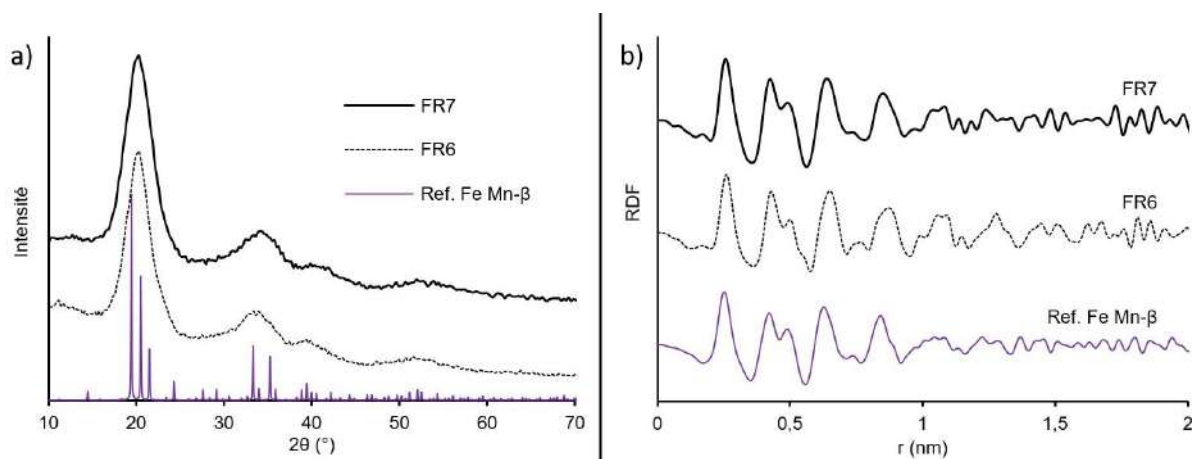 a)
FR7
FR6
Ref. Fe Mn-β
Intensité
10 20 30 40 50 60 70
2θ (°)
b)
FR7
FR6
Ref. Fe Mn-β
RDF
0 0,5 1 1,5 2
r (nm)